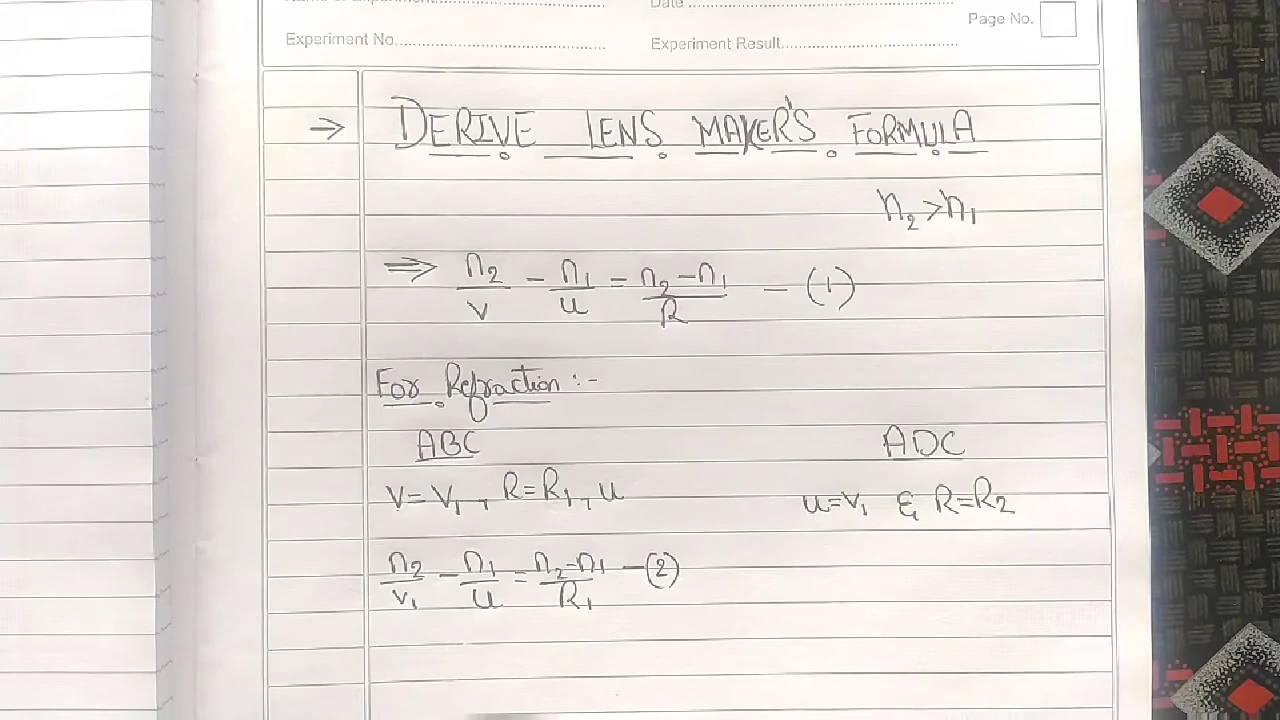 Date
Page No.
Experiment No.
Experiment Result
→ DERIVE LENS MAKER'S FORMULA
n₂ > n₁
⇒ n₂/v - n₁/u = n₂-n₁/R - (1)
For Refraction :-
ABC ADC
V=V₁, R=R₁, u u=v₁ & R=R₂
n₂/v₁ - n₁/u = n₂-n₁/R₁ - (2)